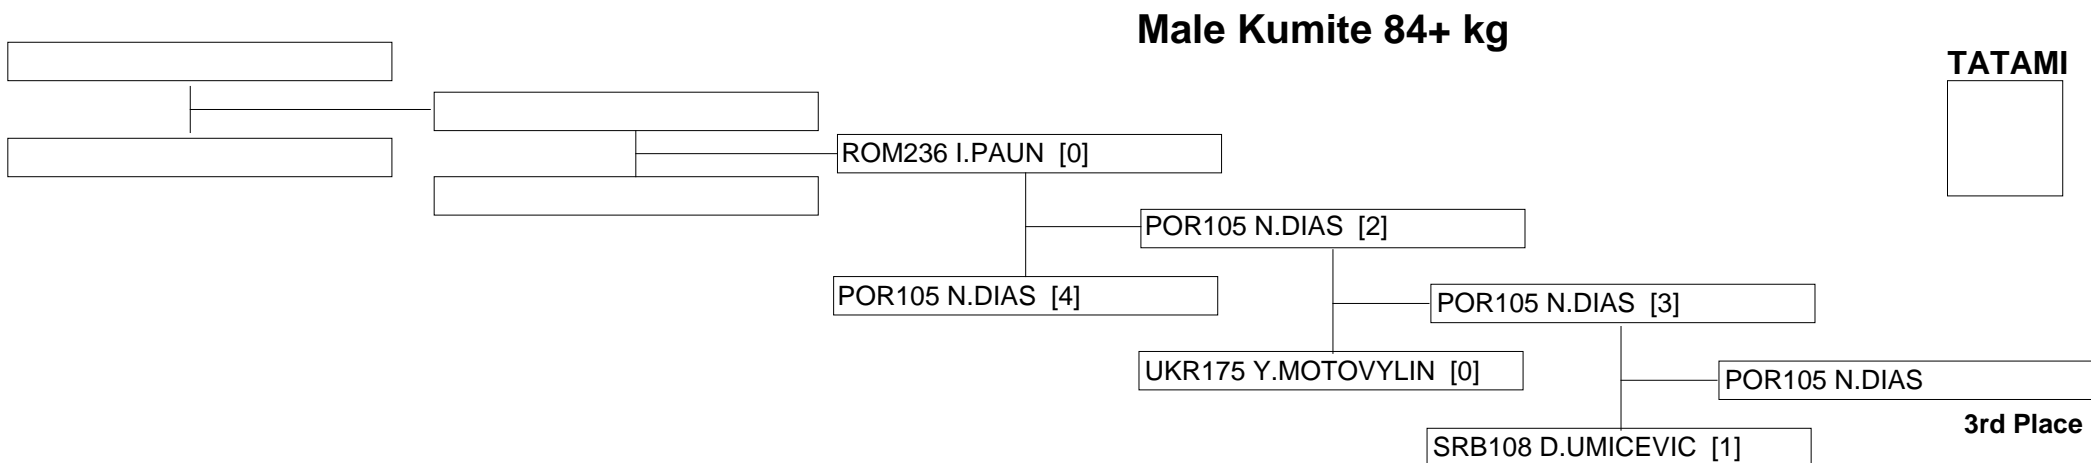 Male Kumite 84+ kg
TATAMI
ROM236 I.PAUN [0]
POR105 N.DIAS [2]
POR105 N.DIAS [4]
POR105 N.DIAS [3]
UKR175 Y.MOTOVYLIN [0]
POR105 N.DIAS
3rd Place
SRB108 D.UMICEVIC [1]